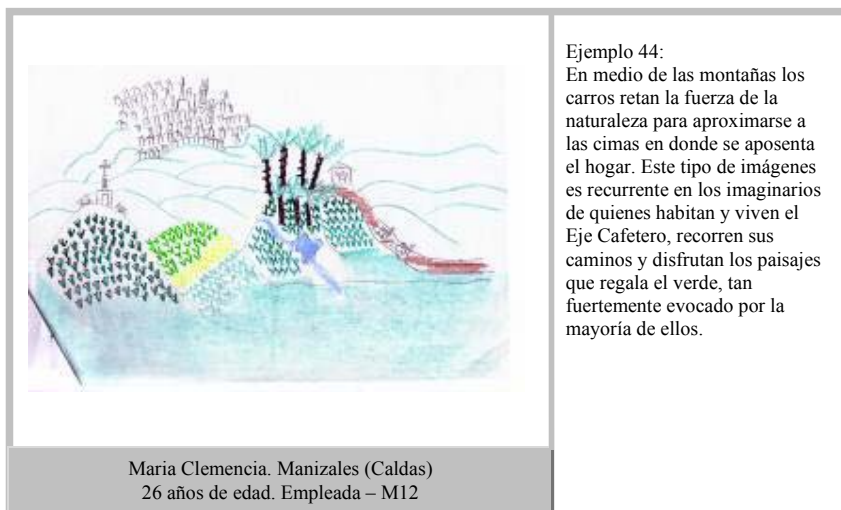 Ejemplo 44:
En medio de las montañas los
carros retan la fuerza de la
naturaleza para aproximarse a
las cimas en donde se aposenta
el hogar. Este tipo de imágenes
es recurrente en los imaginarios
de quienes habitan y viven el
Eje Cafetero, recorren sus
caminos y disfrutan los paisajes
que regala el verde, tan
fuertemente evocado por la
mayoría de ellos.
Maria Clemencia. Manizales (Caldas)
26 años de edad. Empleada – M12